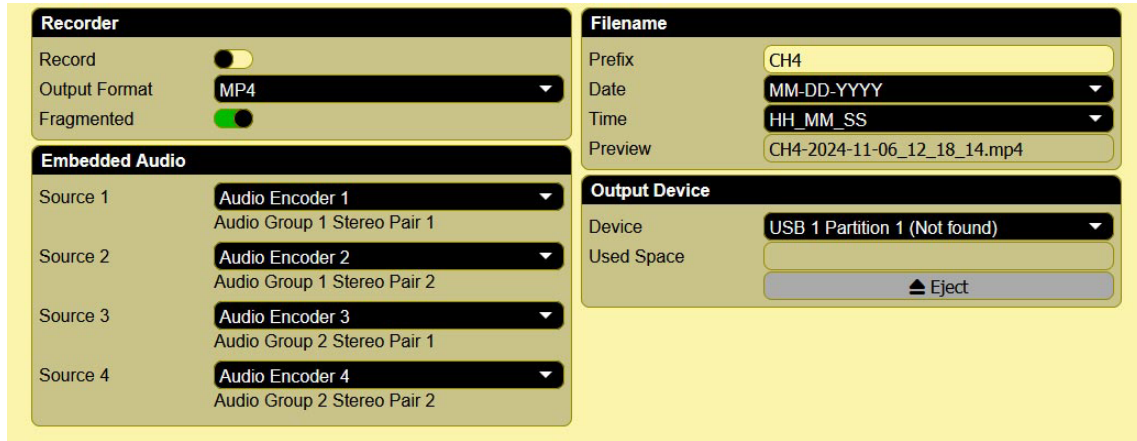 Recorder
Record
Output Format MP4
Fragmented
Embedded Audio
Source 1 Audio Encoder 1
Audio Group 1 Stereo Pair 1
Source 2 Audio Encoder 2
Audio Group 1 Stereo Pair 2
Source 3 Audio Encoder 3
Audio Group 2 Stereo Pair 1
Source 4 Audio Encoder 4
Audio Group 2 Stereo Pair 2
Filename
Prefix CH4
Date MM-DD-YYYY
Time HH_MM_SS
Preview CH4-2024-11-06_12_18_14.mp4
Output Device
Device USB 1 Partition 1 (Not found)
Used Space
Eject